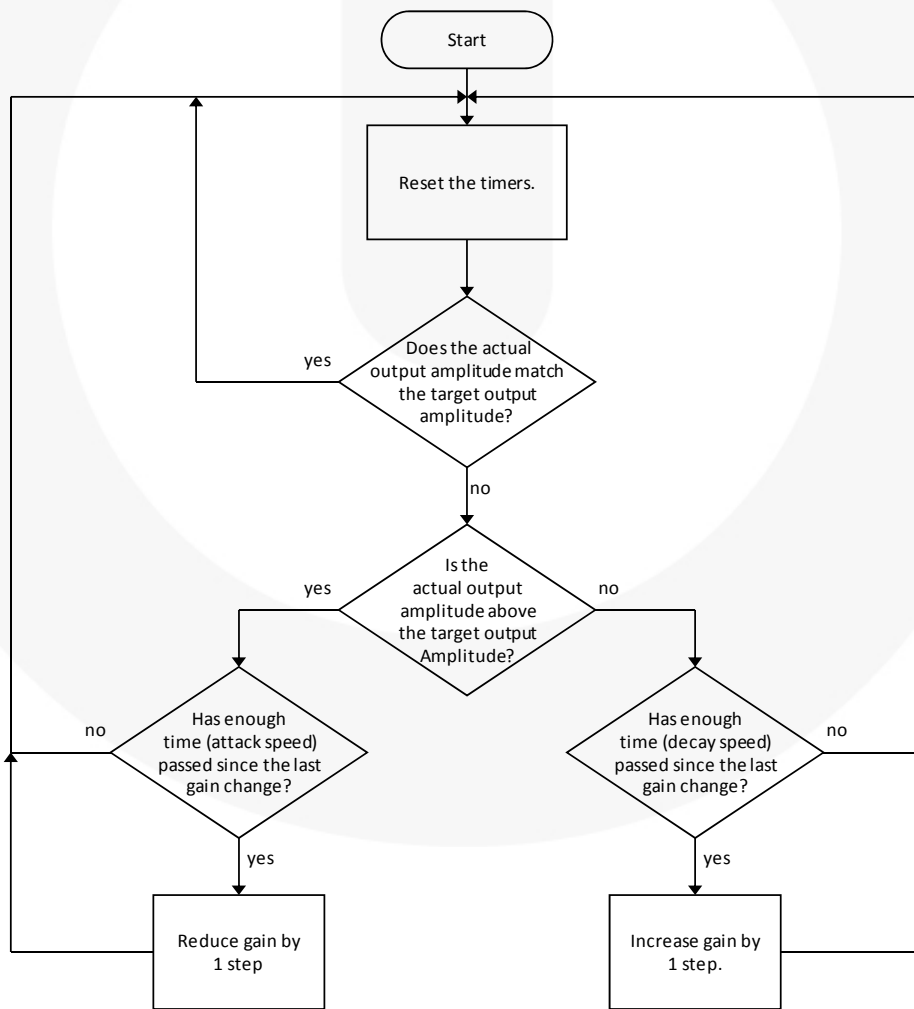 Start
Reset the timers.
yes
Does the actual
output amplitude match
the target output
amplitude?
no
yes
Is the
actual output
amplitude above
the target output
Amplitude?
no
no
Has enough
time (attack speed)
passed since the last
gain change?
Has enough
time (decay speed)
passed since the last
gain change?
no
yes
yes
Reduce gain by
1 step
Increase gain by
1 step.